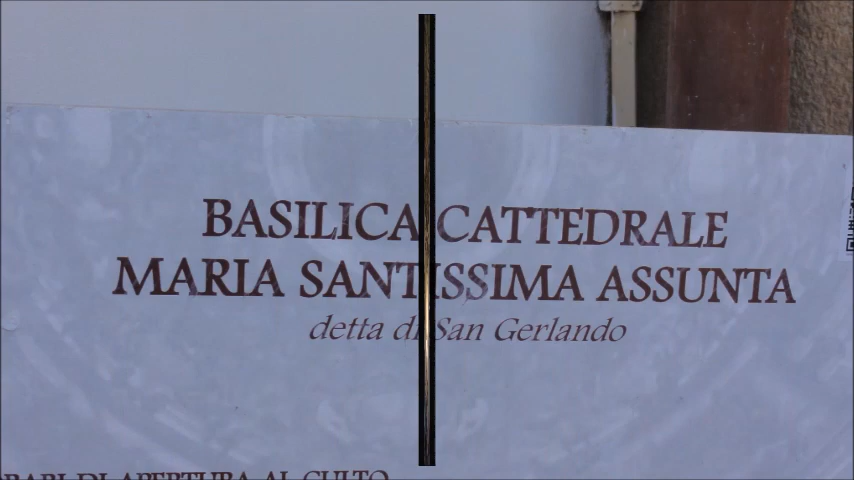 BASILICA CATTEDRALE
MARIA SANTISSIMA ASSUNTA
detta di San Gerlando
ORARI DI APERTURA AL CULTO